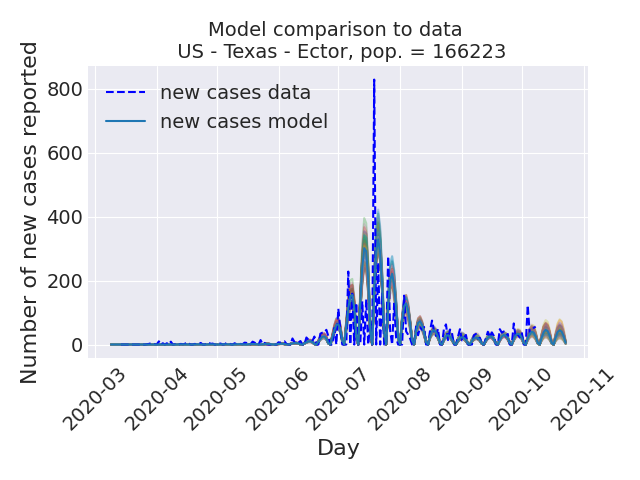 Model comparison to data
US - Texas - Ector, pop. = 166223
Number of new cases reported
800
600
400
200
0
new cases data
new cases model
2020-03
2020-04
2020-05
2020-06
2020-07
2020-08
2020-09
2020-10
2020-11
Day